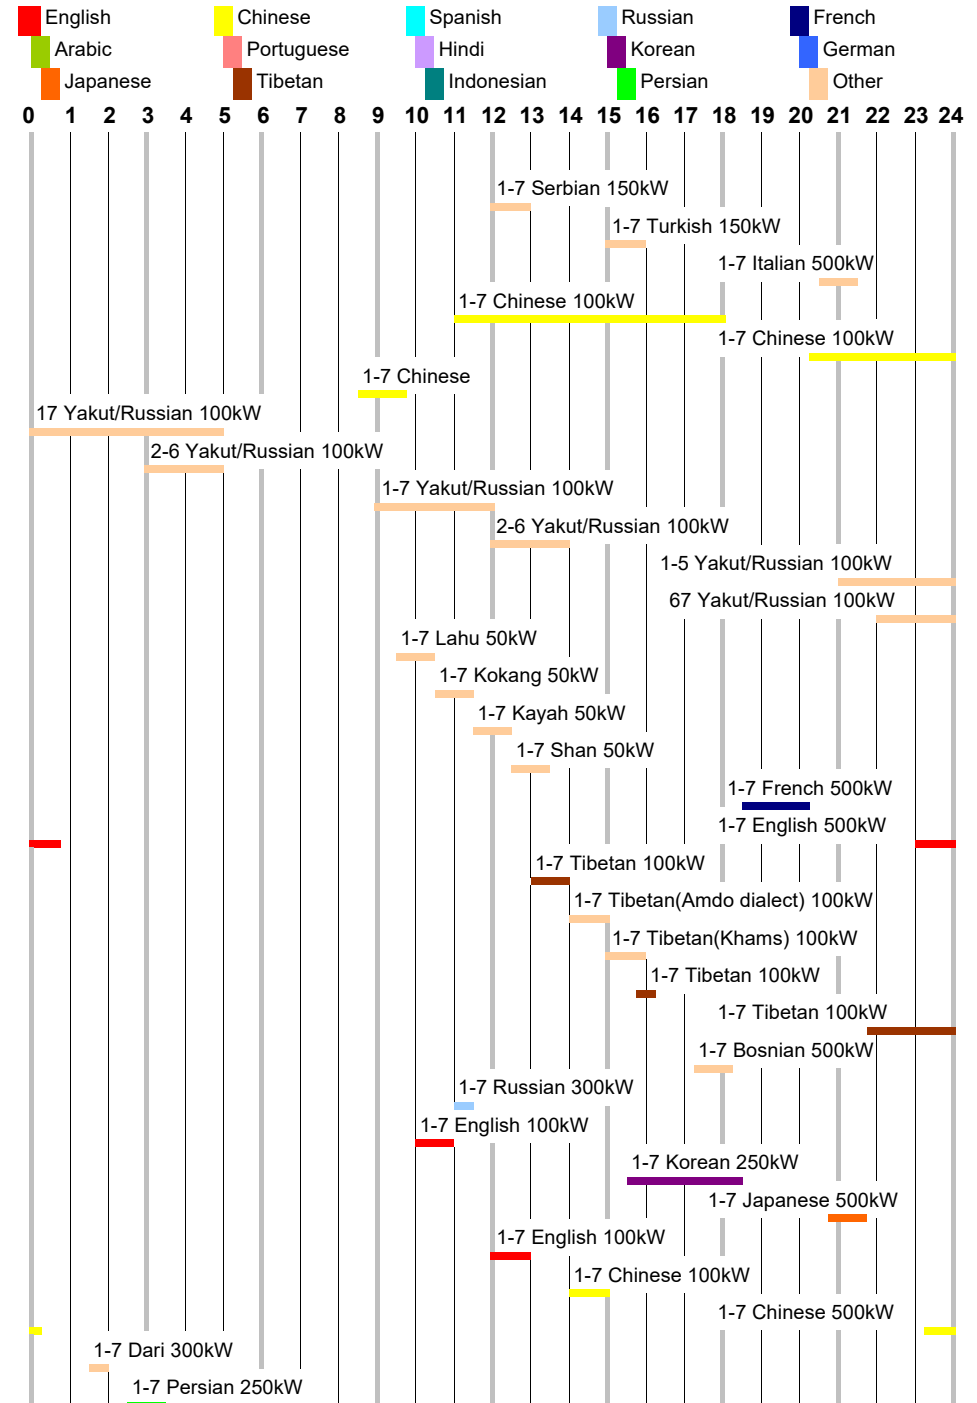 English Chinese Spanish Russian French
Arabic Portuguese Hindi Korean German
Japanese Tibetan Indonesian Persian Other
0 1 2 3 4 5 6 7 8 9 10 11 12 13 14 15 16 17 18 19 20 21 22 23 24
1-7 Serbian 150kW
1-7 Turkish 150kW
1-7 Italian 500kW
1-7 Chinese 100kW
1-7 Chinese 100kW
1-7 Chinese
17 Yakut/Russian 100kW
2-6 Yakut/Russian 100kW
1-7 Yakut/Russian 100kW
2-6 Yakut/Russian 100kW
1-5 Yakut/Russian 100kW
67 Yakut/Russian 100kW
1-7 Lahu 50kW
1-7 Kokang 50kW
1-7 Kayah 50kW
1-7 Shan 50kW
1-7 French 500kW
1-7 English 500kW
1-7 Tibetan 100kW
1-7 Tibetan(Amdo dialect) 100kW
1-7 Tibetan(Khams) 100kW
1-7 Tibetan 100kW
1-7 Tibetan 100kW
1-7 Bosnian 500kW
1-7 Russian 300kW
1-7 English 100kW
1-7 Korean 250kW
1-7 Japanese 500kW
1-7 English 100kW
1-7 Chinese 100kW
1-7 Chinese 500kW
1-7 Dari 300kW
1-7 Persian 250kW